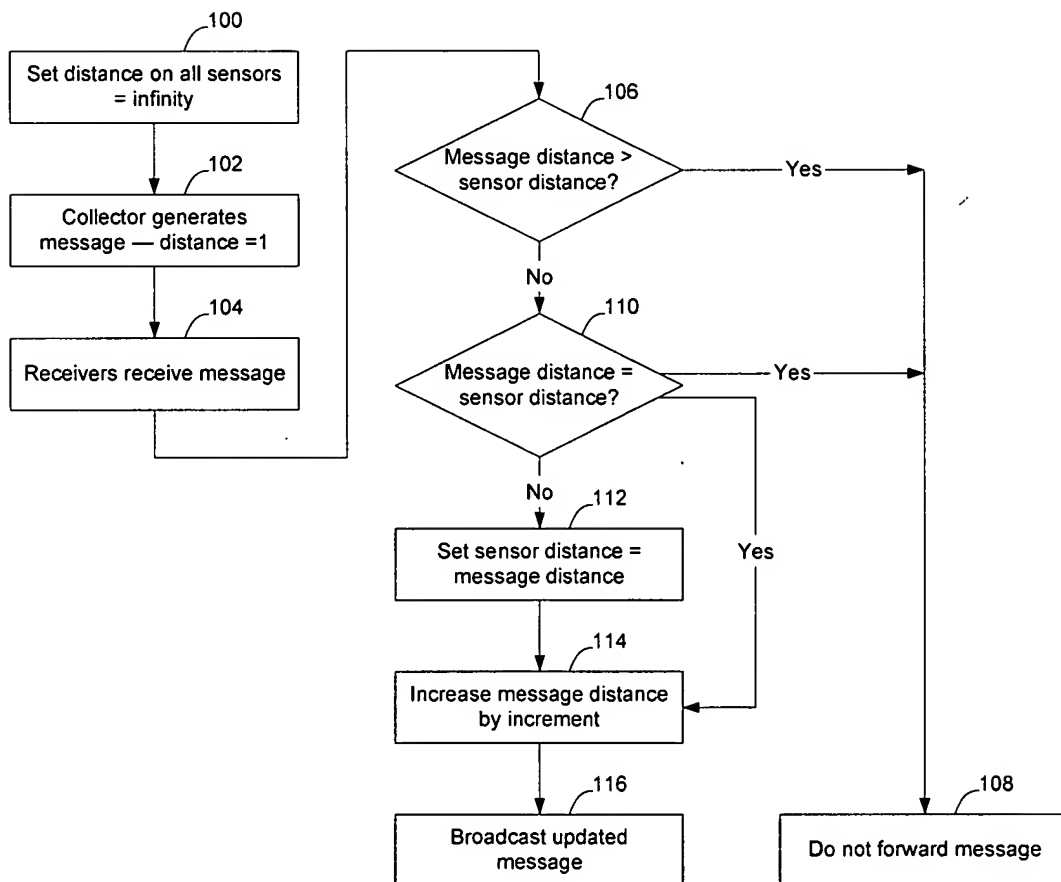 100
Set distance on all sensors
= infinity
102
Collector generates
message — distance =1
104
Receivers receive message
106
Message distance >
sensor distance?
Yes
No
110
Message distance =
sensor distance?
Yes
No
Yes
112
Set sensor distance =
message distance
114
Increase message distance
by increment
116
Broadcast updated
message
108
Do not forward message